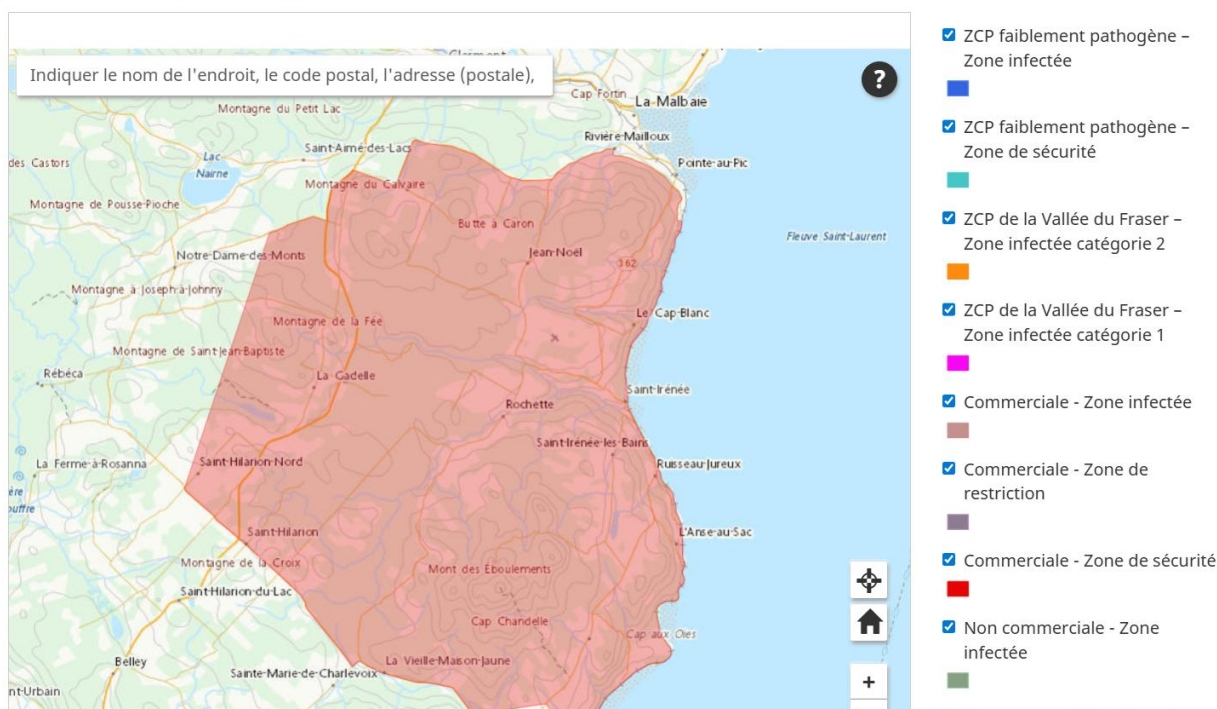 Clermont
Indiquer le nom de l'endroit, le code postal, l'adresse (postale),
?
Cap Fortin
La Malbaie
Montagne du Petit Lac
Rivière-Mailloux
Saint-Aimé-des-Lacs
des Castors
Lac
Nairne
Pointe-au-Pic
Montagne du Calvaire
Montagne de Pousse-Pioche
Butte à Caron
Fleuve Saint-Laurent
Notre-Dame-des-Monts
Jean-Noël
362
Montagne à Joseph-à-Johnny
Le Cap-Blanc
Montagne de la Fée
Montagne de Saint-Jean-Baptiste
Rébéca
La Gadelle
Saint-Irénée
Rochette
Saint-Irénée-les-Bains
La Ferme-à-Rosanna
Saint-Hilarion-Nord
Ruisseau-Jureux
ère
ouffre
Saint-Hilarion
L'Anse-au-Sac
Montagne de la Croix
Mont des Éboulements
Saint-Hilarion-du-Lac
Cap Chandelle
Cap aux Oies
Belley
La Vieille-Maison-Jaune
Sainte-Marie-de-Charlevoix
nt-Urbain
+
ZCP faiblement pathogène –
Zone infectée
ZCP faiblement pathogène –
Zone de sécurité
ZCP de la Vallée du Fraser –
Zone infectée catégorie 2
ZCP de la Vallée du Fraser –
Zone infectée catégorie 1
Commerciale - Zone infectée
Commerciale - Zone de
restriction
Commerciale - Zone de sécurité
Non commerciale - Zone
infectée